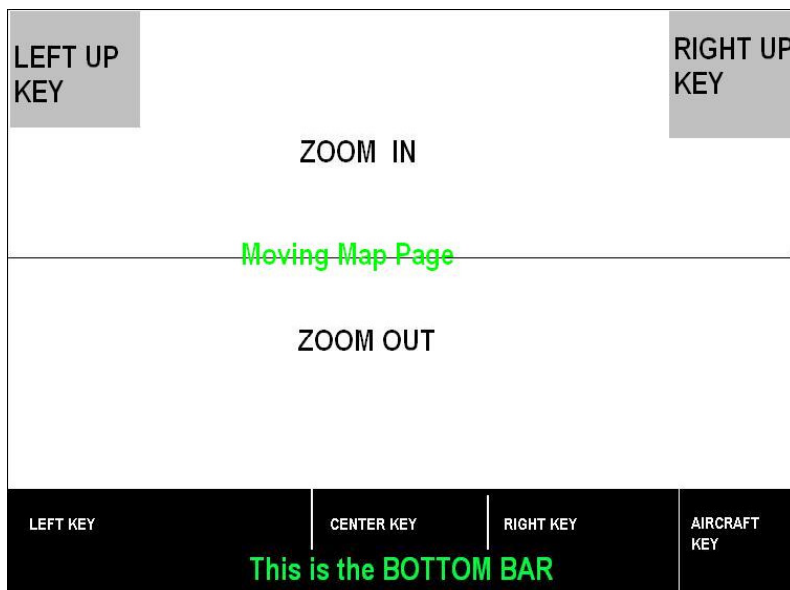 LEFT UP
KEY
RIGHT UP
KEY
ZOOM IN
Moving Map Page
ZOOM OUT
LEFT KEY
CENTER KEY
RIGHT KEY
AIRCRAFT
KEY
This is the BOTTOM BAR